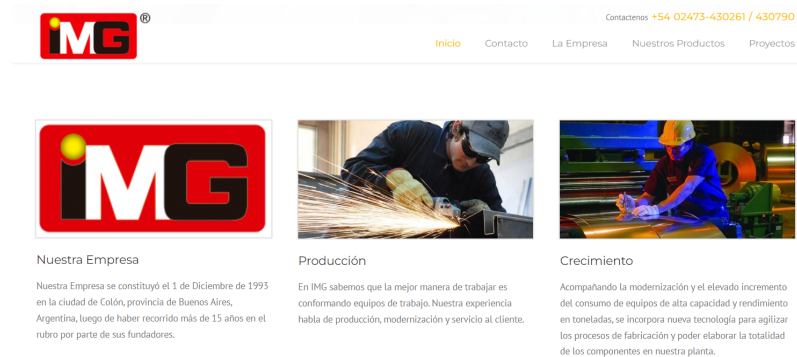 iMG ®
Contactenos +54 02473-430261 / 430790
Inicio Contacto La Empresa Nuestros Productos Proyectos
iMG
Nuestra Empresa
Nuestra Empresa se constituyó el 1 de Diciembre de 1993
en la ciudad de Colón, provincia de Buenos Aires,
Argentina, luego de haber recorrido más de 15 años en el
rubro por parte de sus fundadores.
Producción
En IMG sabemos que la mejor manera de trabajar es
conformando equipos de trabajo. Nuestra experiencia
habla de producción, modernización y servicio al cliente.
Crecimiento
Acompañando la modernización y el elevado incremento
del consumo de equipos de alta capacidad y rendimiento
en toneladas, se incorpora nueva tecnología para agilizar
los procesos de fabricación y poder elaborar la totalidad
de los componentes en nuestra planta.